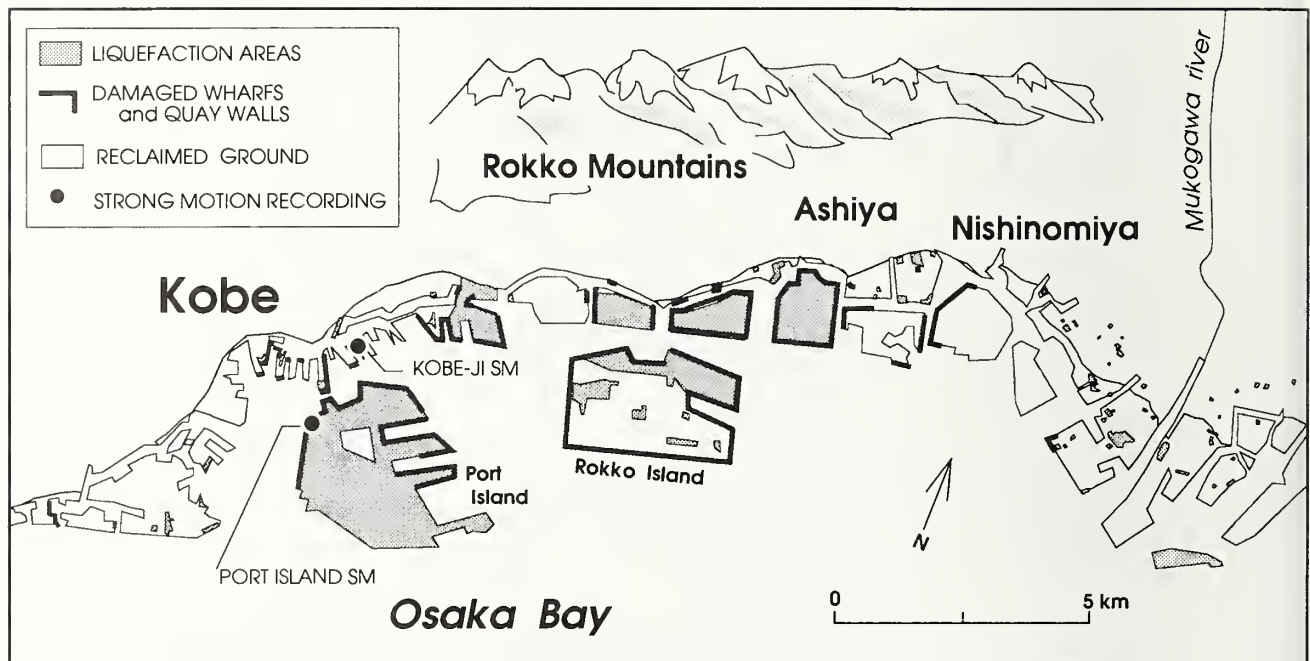 LIQUEFACTION AREAS
DAMAGED WHARFS
and QUAY WALLS
RECLAIMED GROUND
STRONG MOTION RECORDING
Rokko Mountains
Mukogawa river
Ashiya
Nishinomiya
Kobe
KOBE-JI SM
Port
Island
Rokko Island
N
PORT ISLAND SM
Osaka Bay
0 5 km